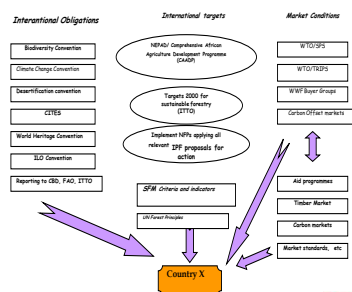 Interantional Obligations
Biodiversity Convention
Climate Change Convention
Desertification convention
CITES
World Heritage Convention
ILO Convention
Reporting to CBD, FAO, ITTO
International targets
NEPAD/ Comprehensive African
Agriculture Development Programme
(CAADP)
Targets 2000 for
sustainable forestry
(ITTO)
Implement NFPs applying all
relevant IPF proposals for
action
SFM Criteria and indicators
UN Forest Principles
Country X
Market Conditions
WTO/SPS
WTO/TRIPS
WWF Buyer Groups
Carbon Offset markets
Aid programmes
Timber Market
Carbon markets
Market standards, etc